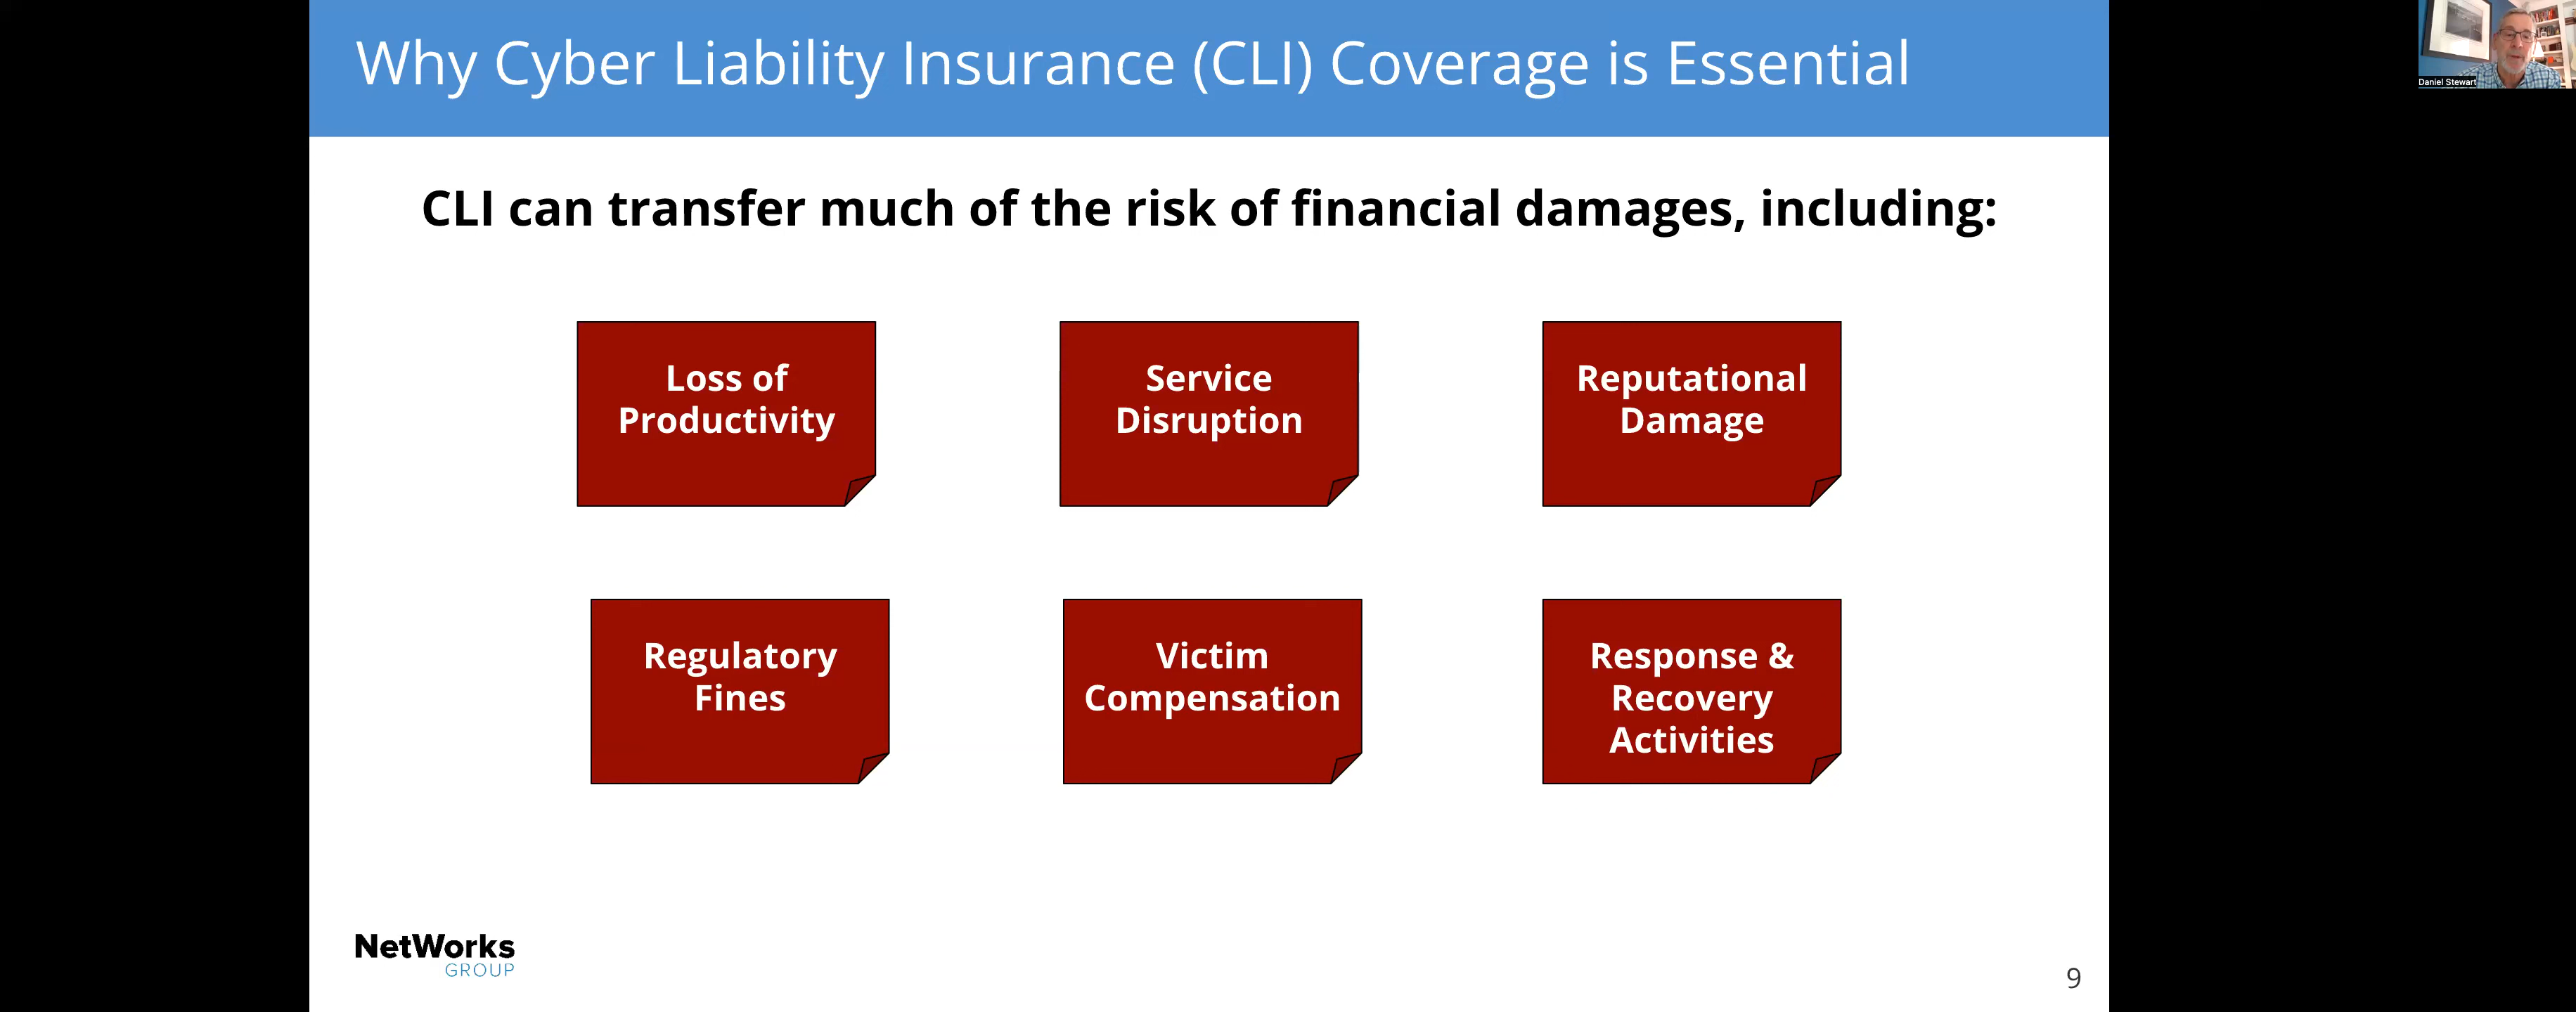 Why Cyber Liability Insurance (CLI) Coverage is Essential
Daniel Stewart
CLI can transfer much of the risk of financial damages, including:
Loss of
Productivity
Service
Disruption
Reputational
Damage
Regulatory
Fines
Victim
Compensation
Response &
Recovery
Activities
NetWorks
GROUP
9